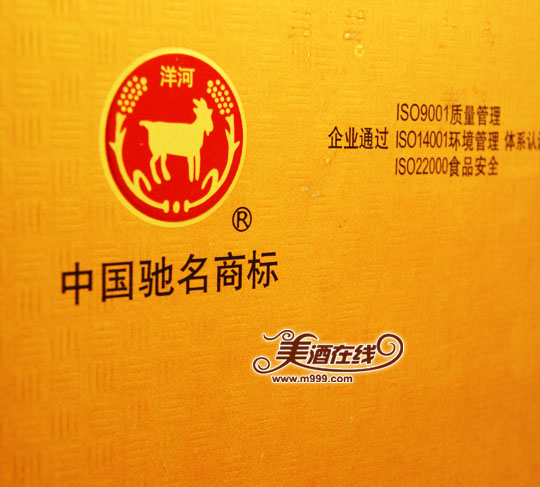 洋河
®
中国驰名商标
企业通过
ISO9001质量管理
ISO14001环境管理
ISO22000食品安全
体系认
美酒在线
www.m999.com